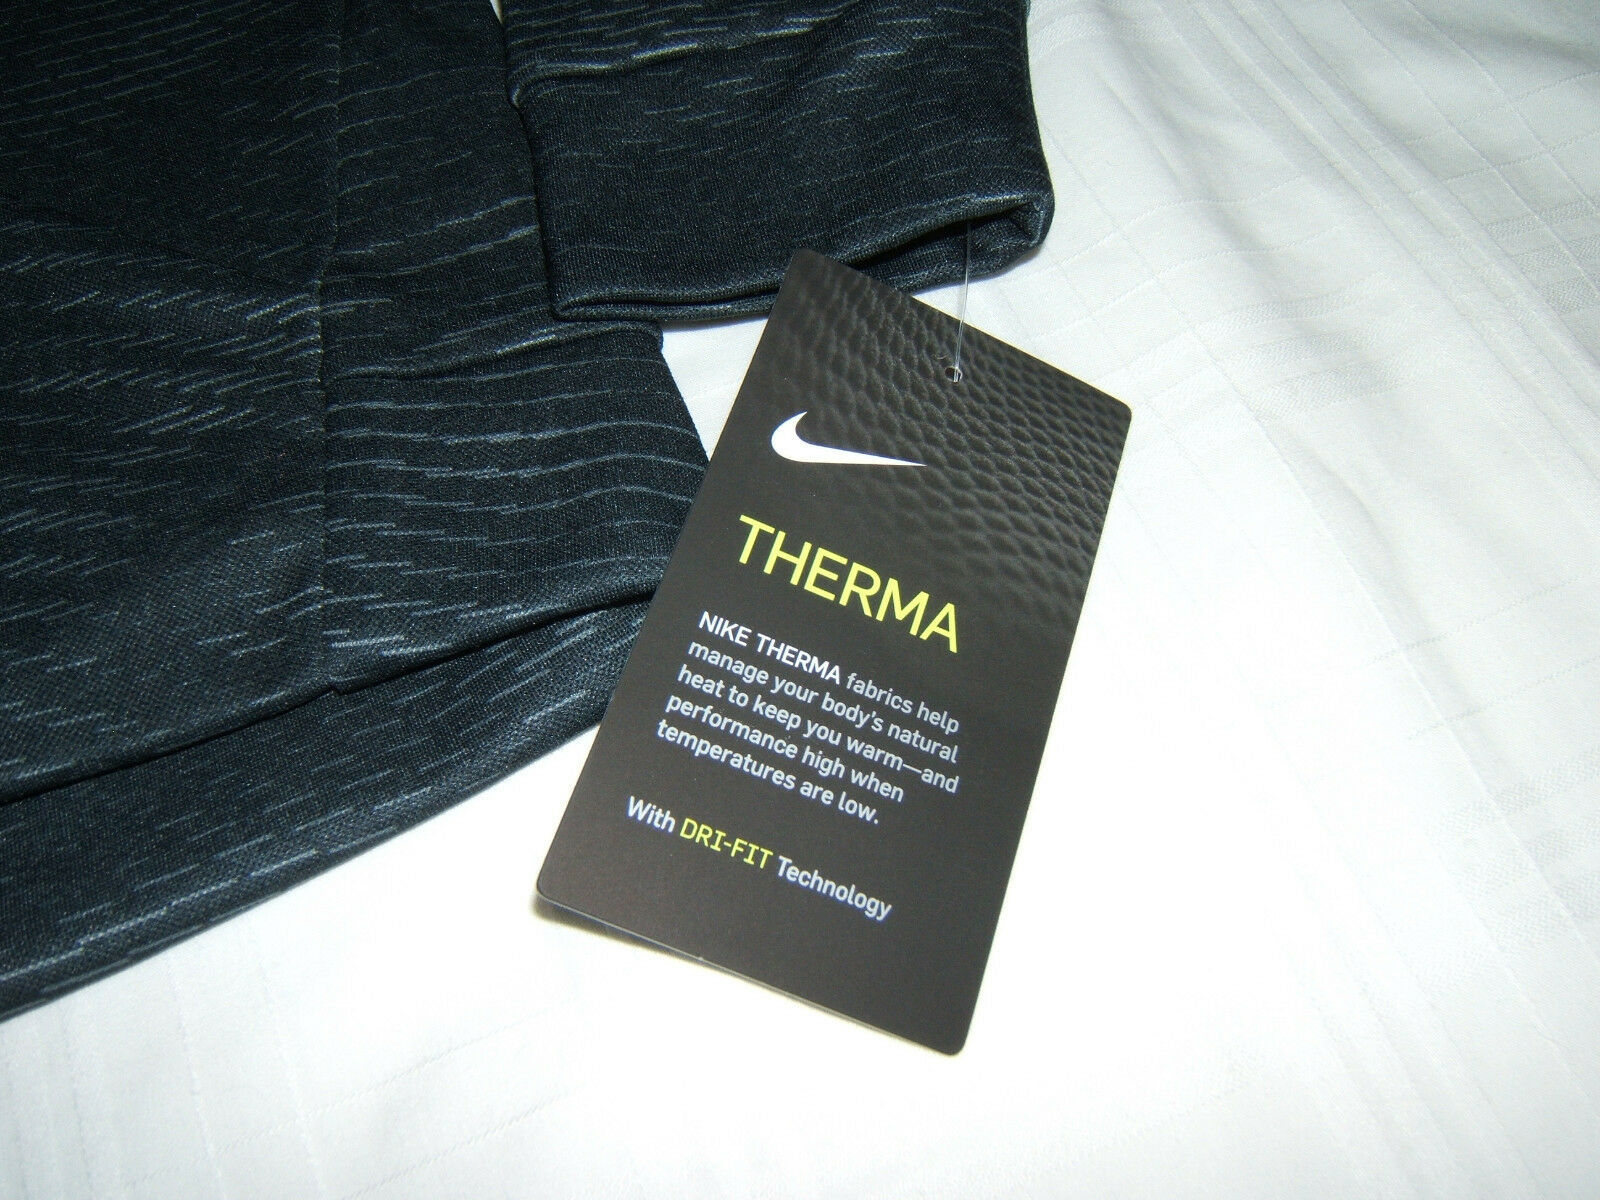 THERMA
NIKE THERMA fabrics help
manage your body's natural
heat to keep you warm—and
performance high when
temperatures are low.
With DRI-FIT Technology